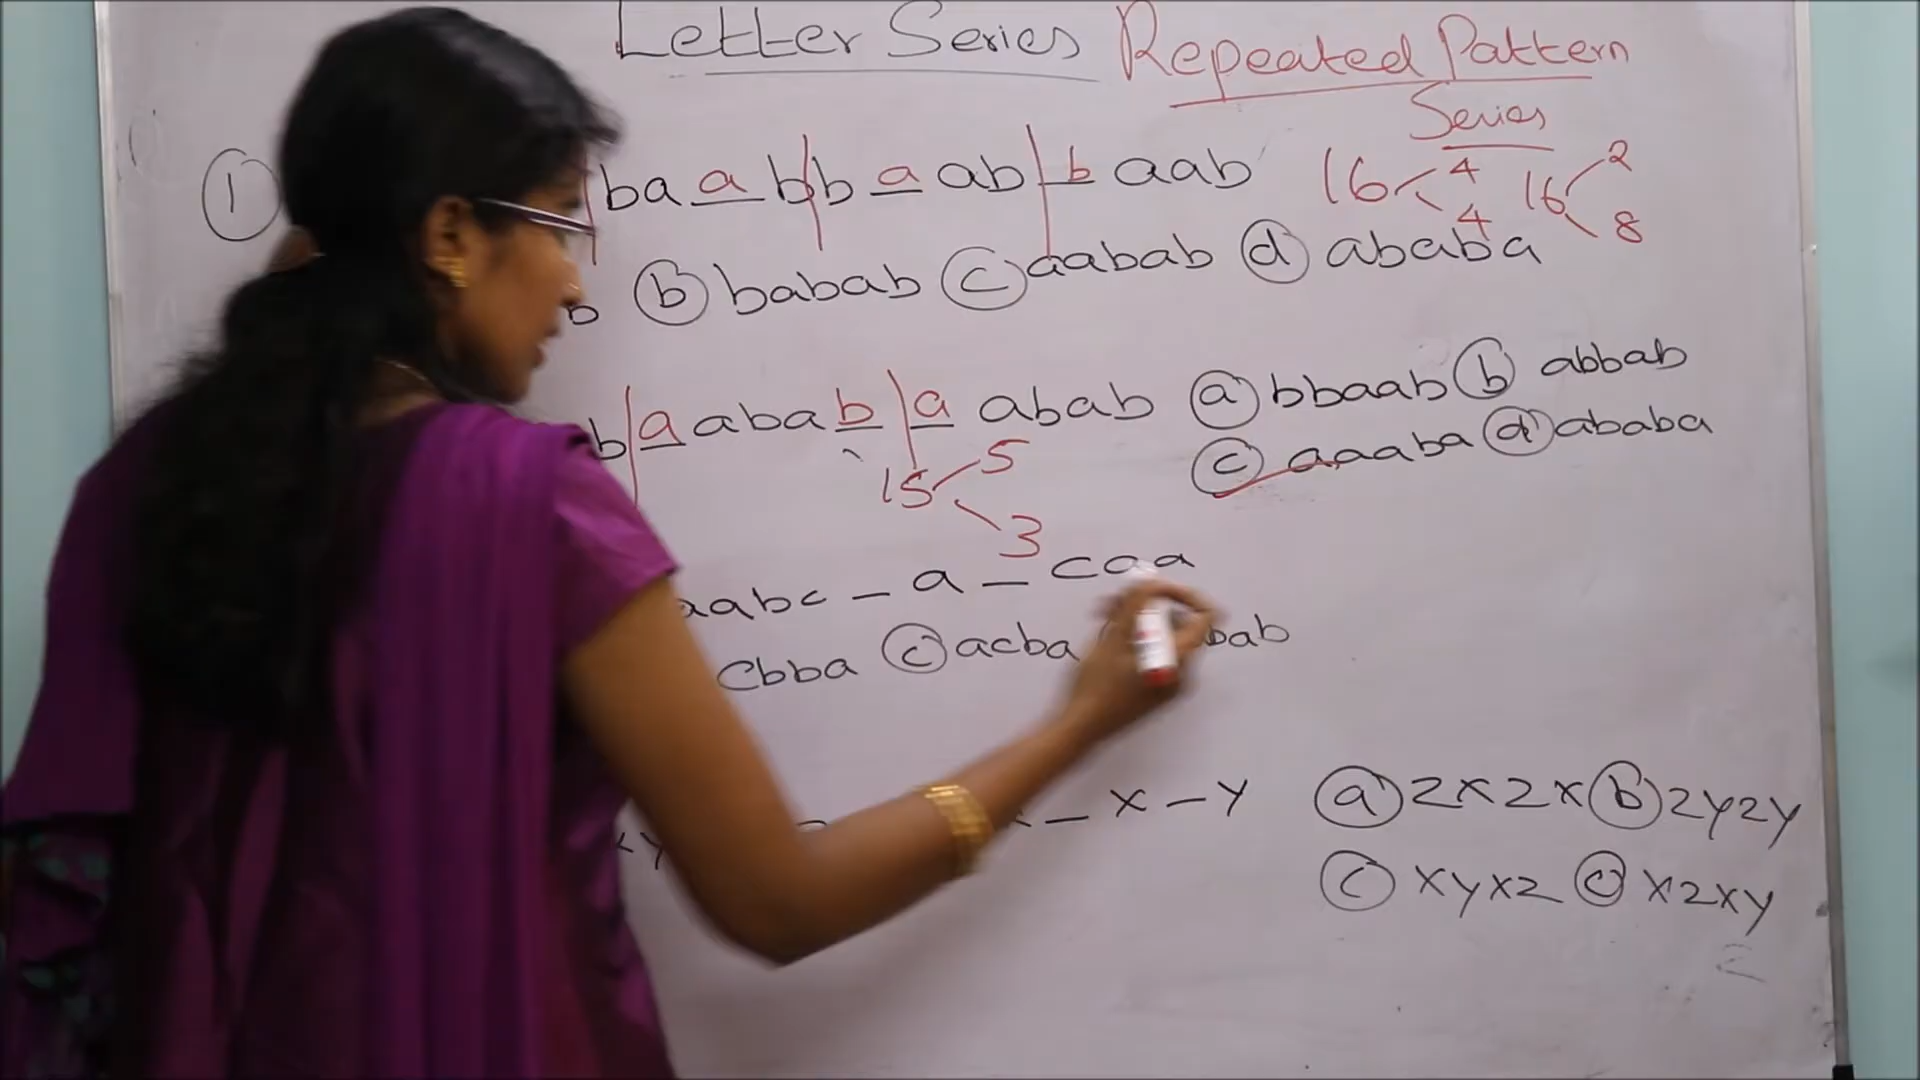 Letter Series Repeated Pattern
Series
① ba a bb a ab b aab 16 4 4 16 2 8
b ⓑ babab ⓒ aabab ⓓ ababa
b a aba b a abab ⓐ bbaab ⓑ abbab
15 5 3 ⓒ aaaba ⓓ ababa
aabc _ a _ caa
cbba ⓒ acba bab
xy _ x _ y ⓐ zxzx ⓑ zyzy
ⓒ xyxz ⓓ xzxy